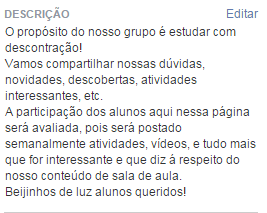 DESCRIÇÃO Editar
O propósito do nosso grupo é estudar com
descontração!
Vamos compartilhar nossas dúvidas,
novidades, descobertas, atividades
interessantes, etc.
A participação dos alunos aqui nessa página
será avaliada, pois será postado
semanalmente atividades, vídeos, e tudo mais
que for interessante e que diz á respeito do
nosso conteúdo de sala de aula.
Beijinhos de luz alunos queridos!